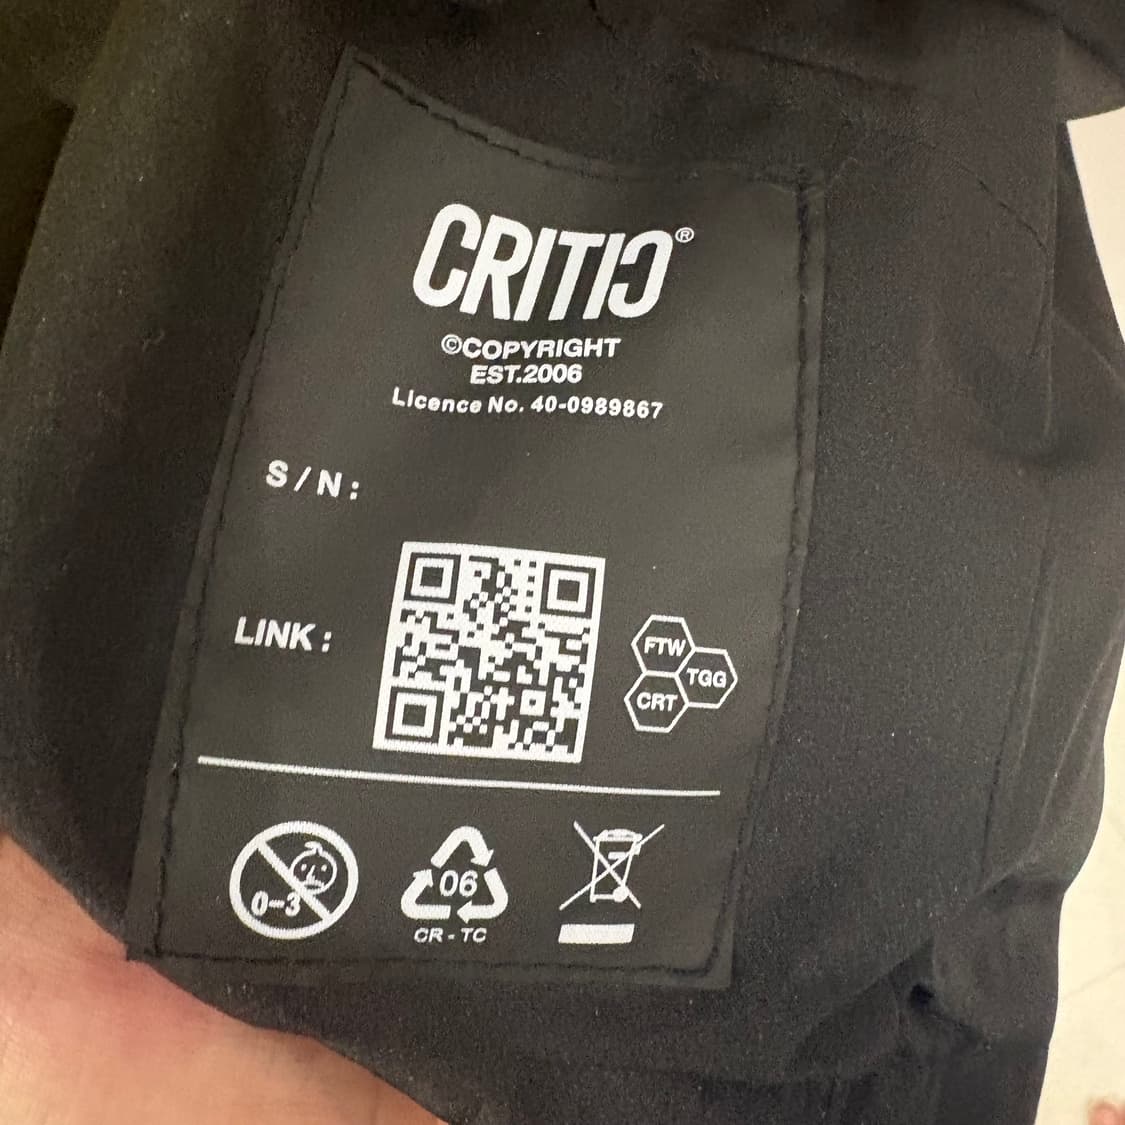 CRITIC®
©COPYRIGHT
EST.2006
Licence No. 40-0989867
S/N:
LINK:
FTW
TGG
CRT
0-3
06
CR-TC